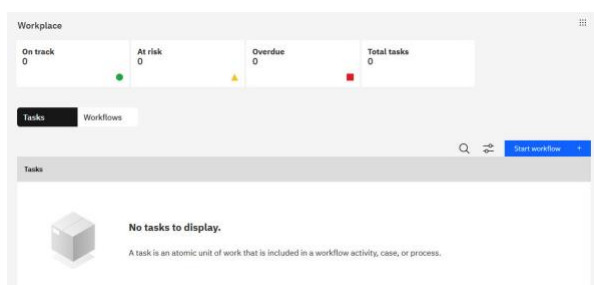 Workplace
On track
0
At risk
0
Overdue
0
Total tasks
0
Tasks
Workflows
Start workflow +
Tasks
No tasks to display.
A task is an atomic unit of work that is included in a workflow activity, case, or process.